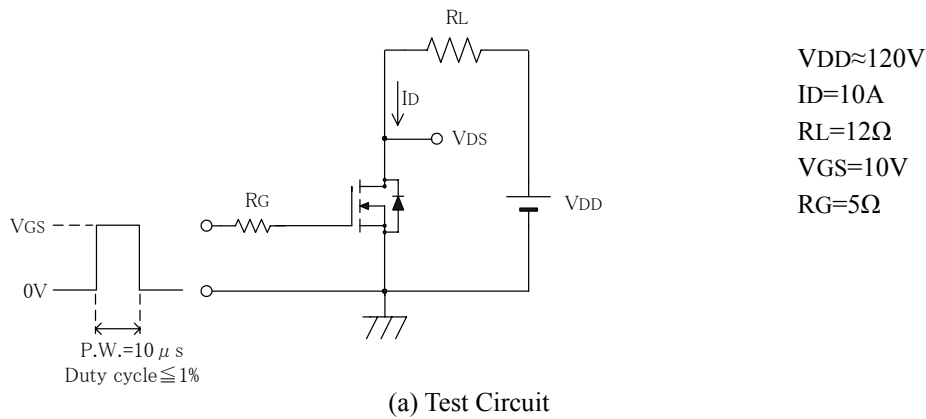 RL
ID
VDS
RG
VDD
VGS
0V
P.W.=10 μ s
Duty cycle≦1%
VDD≈120V
ID=10A
RL=12Ω
VGS=10V
RG=5Ω
(a) Test Circuit